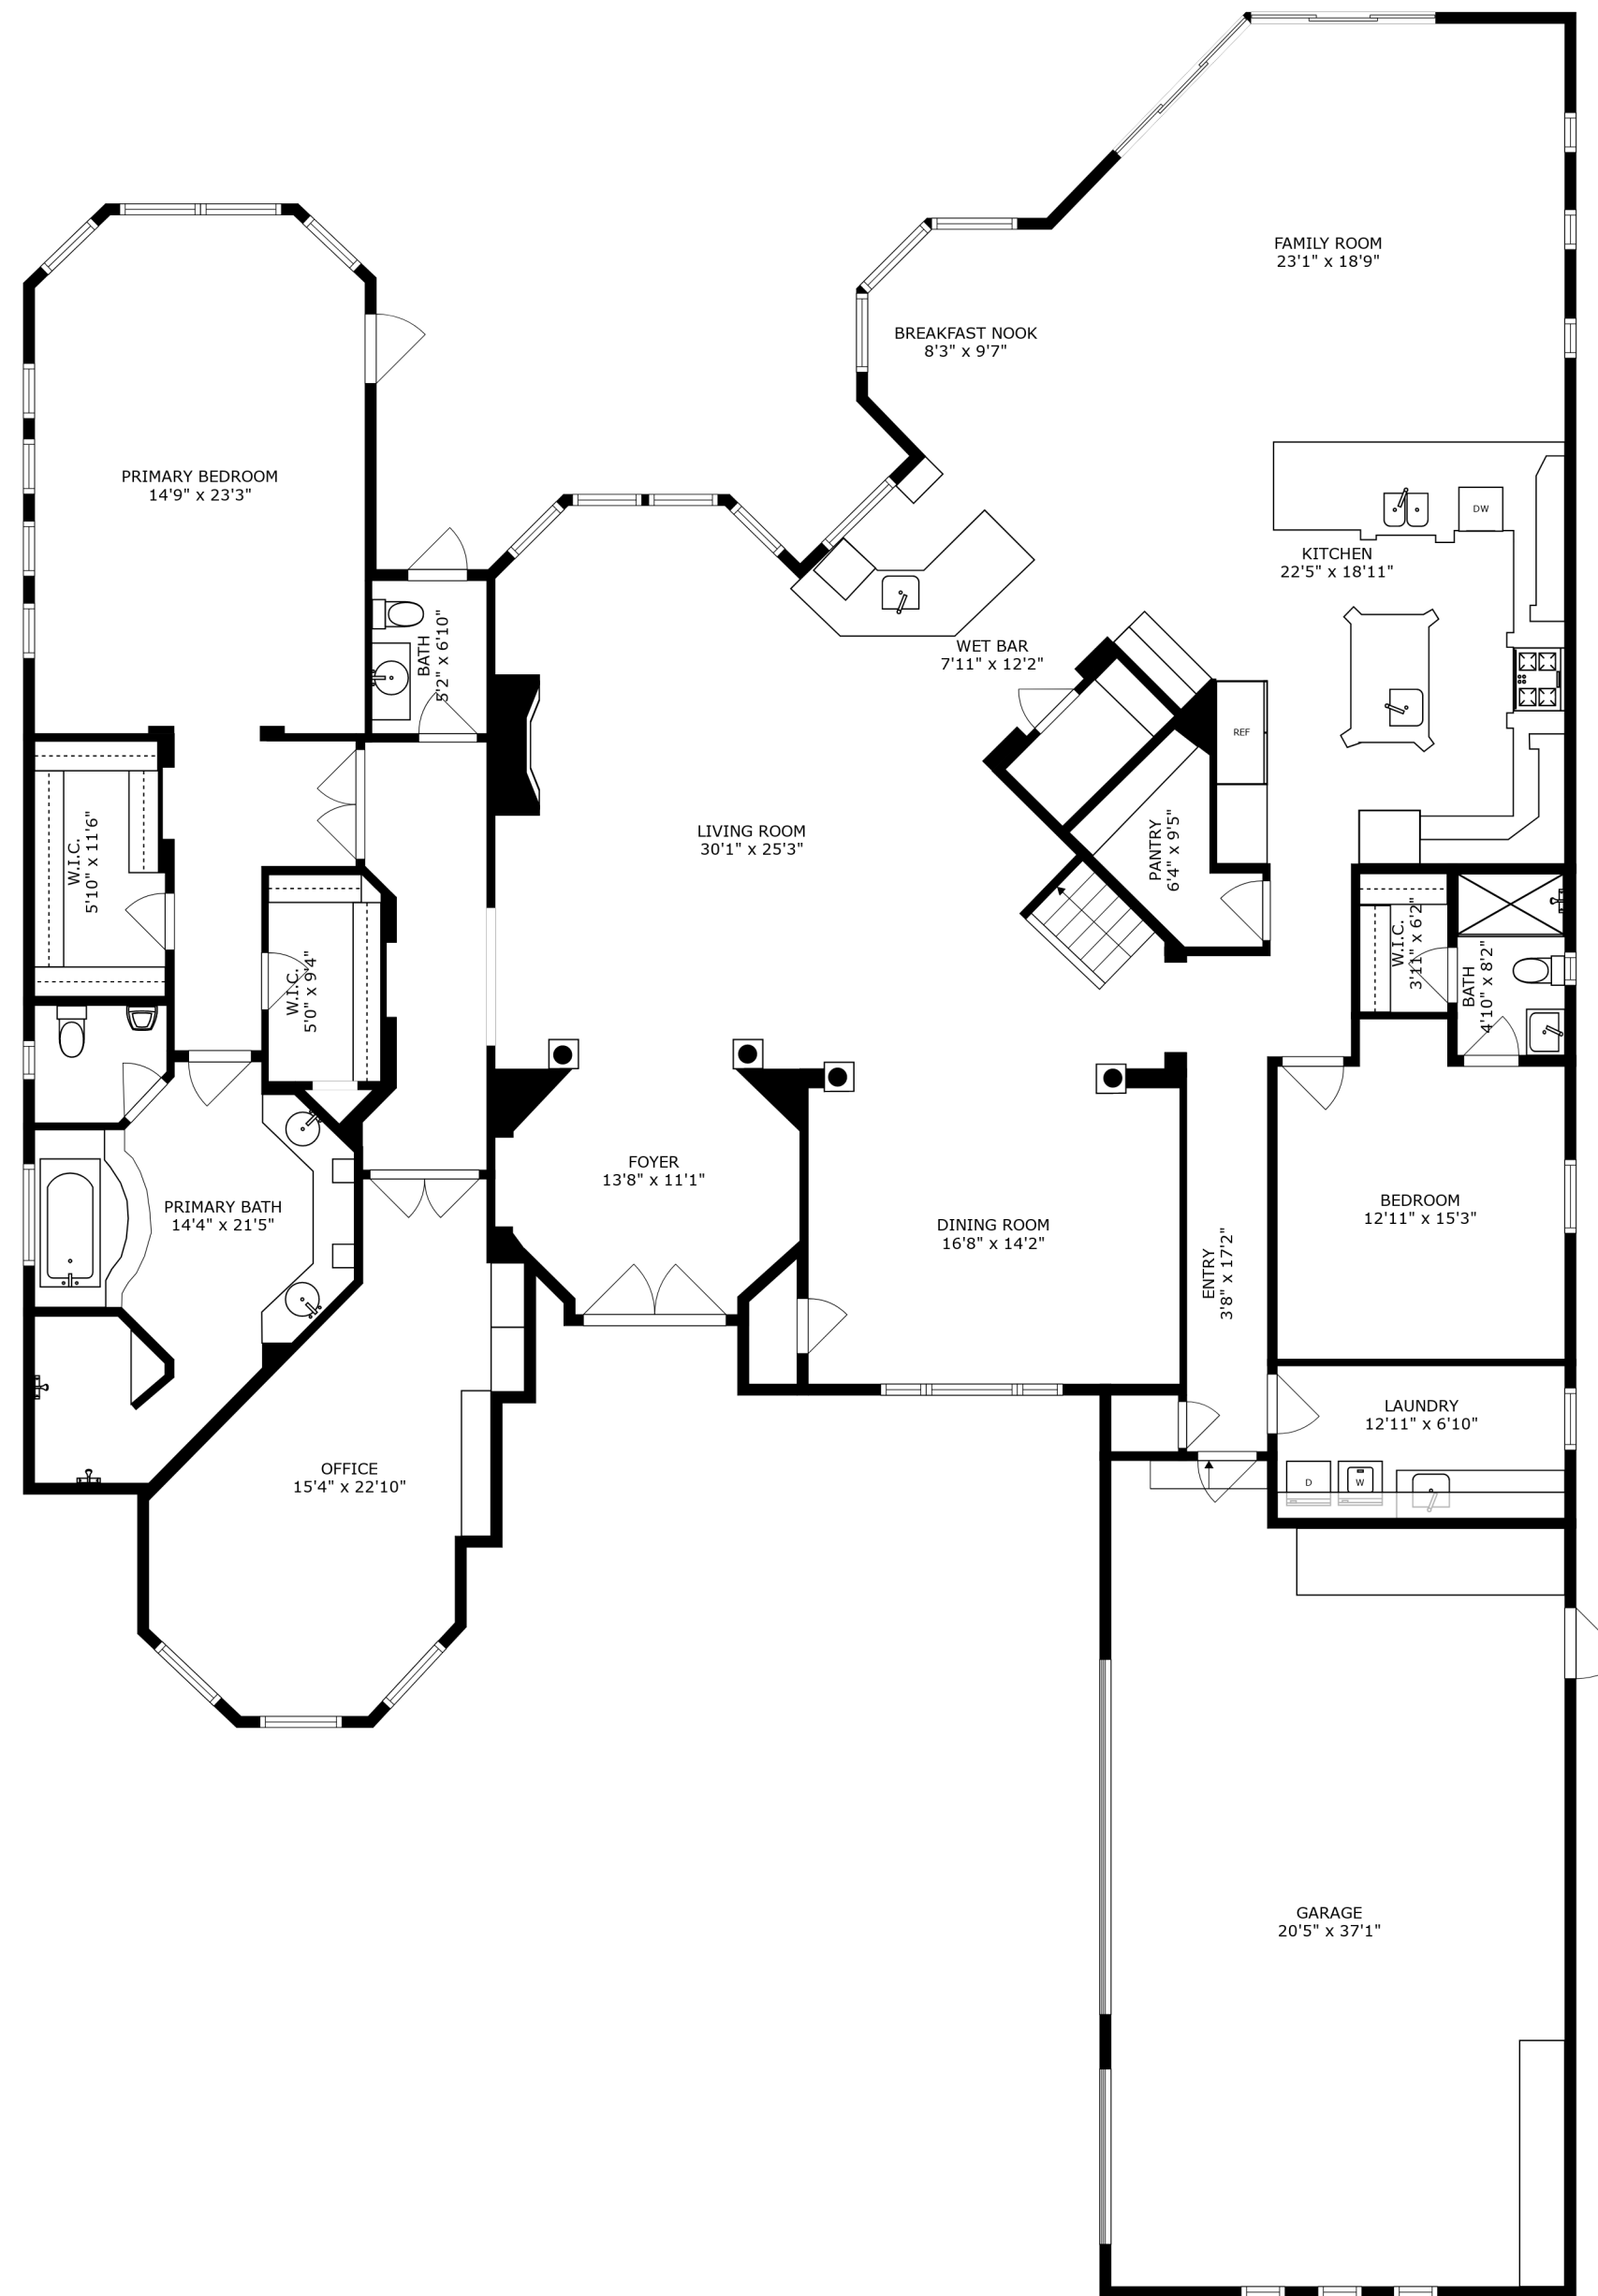 FAMILY ROOM
23'1" x 18'9"
BREAKFAST NOOK
8'3" x 9'7"
PRIMARY BEDROOM
14'9" x 23'3"
DW
KITCHEN
22'5" x 18'11"
BATH
5'2" x 6'10"
WET BAR
7'11" x 12'2"
REF
LIVING ROOM
30'1" x 25'3"
PANTRY
6'4" x 9'5"
W.I.C.
5'10" x 11'6"
W.I.C.
5'0" x 9'4"
W.I.C.
3'11" x 6'2"
BATH
4'10" x 8'2"
FOYER
13'8" x 11'1"
PRIMARY BATH
14'4" x 21'5"
DINING ROOM
16'8" x 14'2"
ENTRY
3'8" x 17'2"
BEDROOM
12'11" x 15'3"
LAUNDRY
12'11" x 6'10"
D
W
OFFICE
15'4" x 22'10"
GARAGE
20'5" x 37'1"